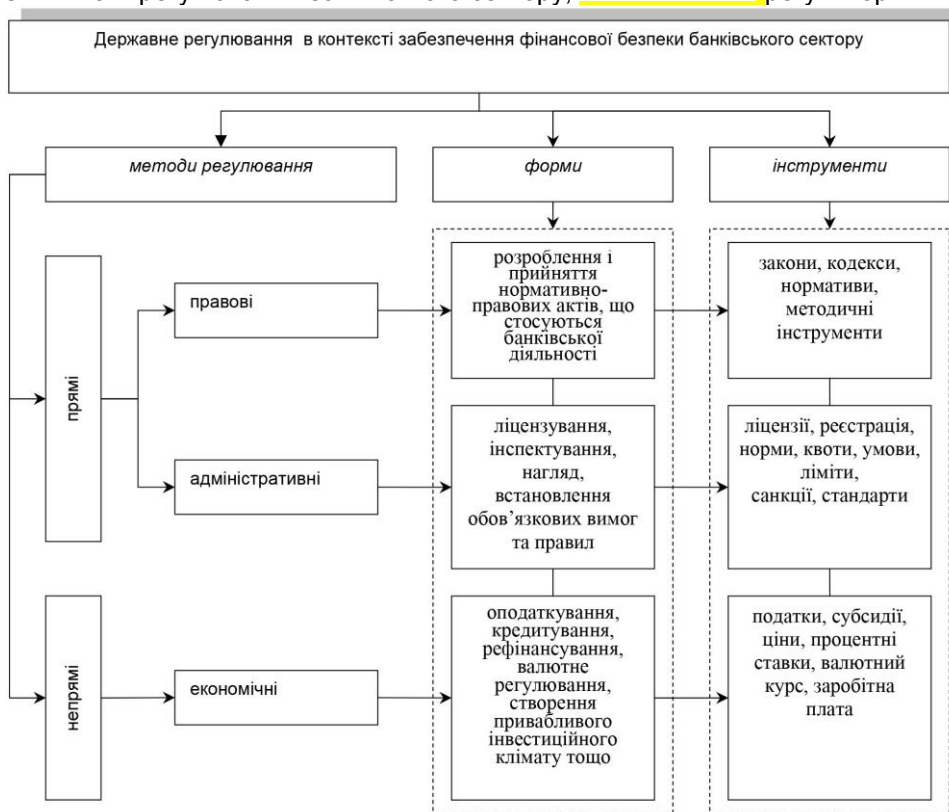 Державне регулювання в контексті забезпечення фінансової безпеки банківського сектору
методи регулювання
форми
інструменти
прямі
правові
розроблення і
прийняття
нормативно-
правових актів, що
стосуються
банківської
діяльності
закони, кодекси,
нормативи,
методичні
інструменти
адміністративні
ліцензування,
інспектування,
нагляд,
встановлення
обов’язкових вимог
та правил
ліцензії, реєстрація,
норми, квоти, умови,
ліміти,
санкції, стандарти
непрямі
економічні
оподаткування,
кредитування,
рефінансування,
валютне
регулювання,
створення
привабливого
інвестиційного
клімату тощо
податки, субсидії,
ціни, процентні
ставки, валютний
курс, заробітна
плата